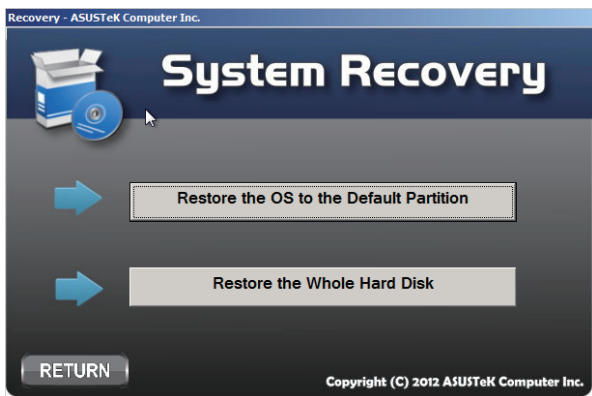 Recovery - ASUSTeK Computer Inc.
System Recovery
Restore the OS to the Default Partition
Restore the Whole Hard Disk
RETURN
Copyright (C) 2012 ASUSTeK Computer Inc.